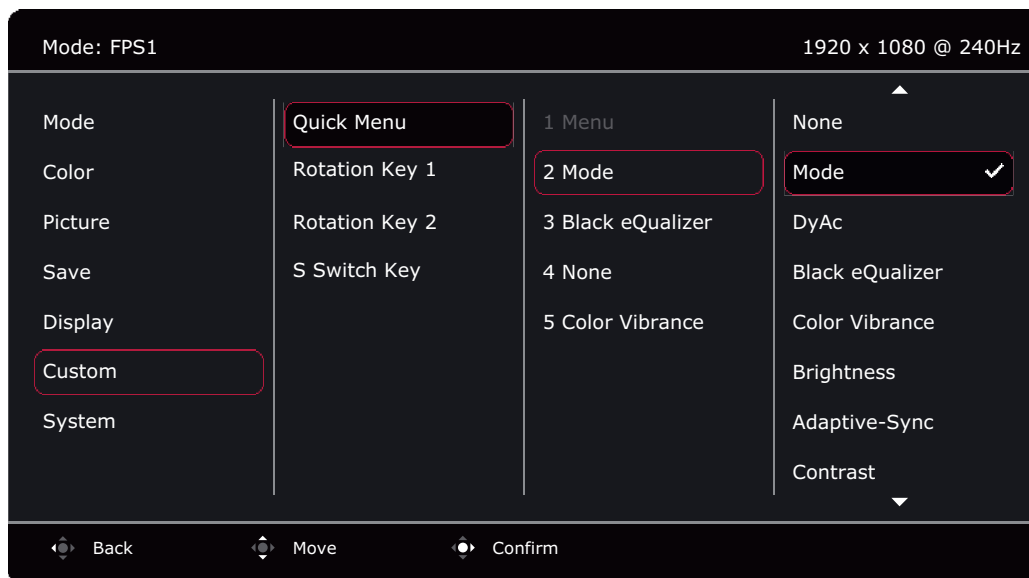 Mode: FPS1
1920 x 1080 @ 240Hz
Mode
Color
Picture
Save
Display
Custom
System
Quick Menu
Rotation Key 1
Rotation Key 2
S Switch Key
1 Menu
2 Mode
3 Black eQualizer
4 None
5 Color Vibrance
None
Mode
DyAc
Black eQualizer
Color Vibrance
Brightness
Adaptive-Sync
Contrast
Back
Move
Confirm